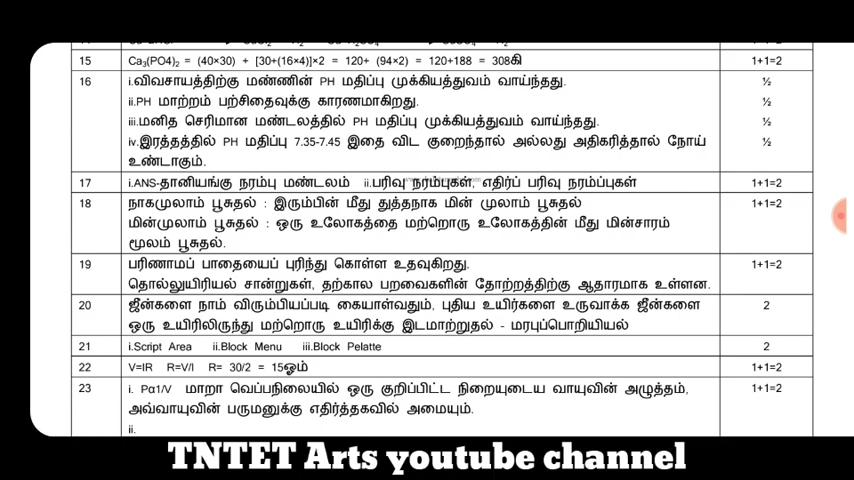 15 Ca3(PO4)2 = (40×30) + [30+(16×4)]×2 = 120+ (94×2) = 120+188 = 308கி 1+1=2
16 i.விவசாயத்திற்கு மண்ணின் PH மதிப்பு முக்கியத்துவம் வாய்ந்தது. ½
ii.PH மாற்றம் பற்சிதைவுக்கு காரணமாகிறது. ½
iii.மனித செரிமான மண்டலத்தில் PH மதிப்பு முக்கியத்துவம் வாய்ந்தது. ½
iv.இரத்தத்தில் PH மதிப்பு 7.35-7.45 இதை விட குறைந்தால் அல்லது அதிகரித்தால் நோய் ½
உண்டாகும்.
17 i.ANS-தானியங்கு நரம்பு மண்டலம் ii.பரிவு நரம்புகள், எதிர்ப் பரிவு நரம்ப்புகள் 1+1=2
18 நாகமுலாம் பூசுதல் : இரும்பின் மீது துத்தநாக மின் முலாம் பூசுதல் 1+1=2
மின்முலாம் பூசுதல் : ஒரு உலோகத்தை மற்றொரு உலோகத்தின் மீது மின்சாரம்
மூலம் பூசுதல்.
19 பரிணாமப் பாதையைப் புரிந்து கொள்ள உதவுகிறது. 1+1=2
தொல்லுயிரியல் சான்றுகள், தற்கால பறவைகளின் தோற்றத்திற்கு ஆதாரமாக உள்ளன.
20 ஜீன்களை நாம் விரும்பியப்படி கையாள்வதும், புதிய உயிர்களை உருவாக்க ஜீன்களை 2
ஒரு உயிரிலிருந்து மற்றொரு உயிரிக்கு இடமாற்றுதல் - மரபுப்பொறியியல்
21 i.Script Area ii.Block Menu iii.Block Pelatte 2
22 V=IR R=V/I R= 30/2 = 15ஓம் 1+1=2
23 i. Pα1/V மாறா வெப்பநிலையில் ஒரு குறிப்பிட்ட நிறையுடைய வாயுவின் அழுத்தம், 1+1=2
அவ்வாயுவின் பருமனுக்கு எதிர்த்தகவில் அமையும்.
ii.
TNTET Arts youtube channel